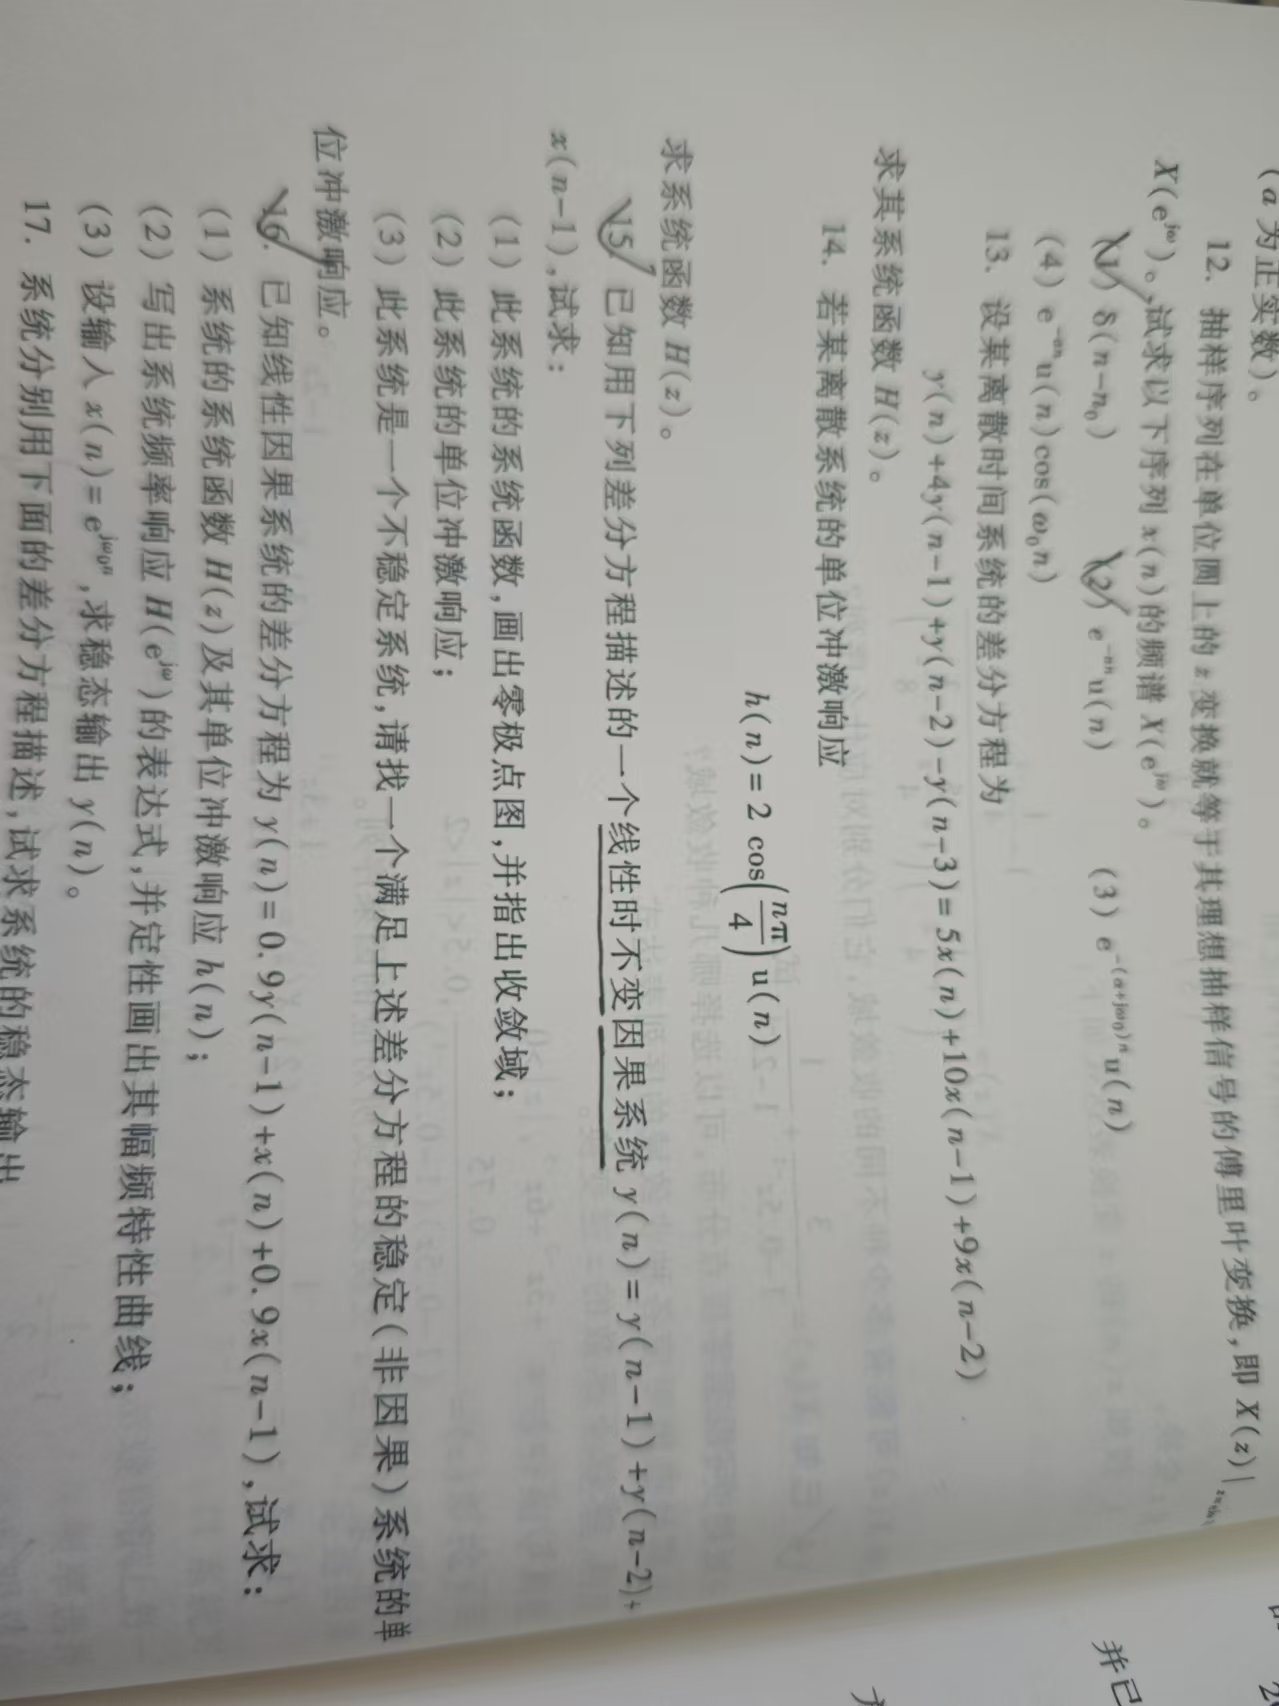 (a为正实数)。
12. 抽样序列在单位圆上的z变换就等于其理想抽样信号的傅里叶变换,即 X(z)|
X(e^{jω})。试求以下序列 x(n)的频谱 X(e^{jω})。
(1) δ(n-n₀) (2) e^{-an}u(n) (3) e^{-(α+jω₀)n}u(n)
(4) e^{-αn}u(n)cos(ω₀n)
13. 设某离散时间系统的差分方程为
y(n)+4y(n-1)+y(n-2)-y(n-3)=5x(n)+10x(n-1)+9x(n-2)
求其系统函数 H(z)。
14. 若某离散系统的单位冲激响应
h(n)=2 cos(nπ/4)u(n)
求系统函数 H(z)。
15. 已知用下列差分方程描述的一个线性时不变因果系统 y(n)=y(n-1)+y(n-2)+
x(n-1),试求:
(1) 此系统的系统函数,画出零极点图,并指出收敛域;
(2) 此系统的单位冲激响应;
(3) 此系统是一个不稳定系统,请找一个满足上述差分方程的稳定(非因果)系统的单
位冲激响应。
16. 已知线性因果系统的差分方程为 y(n)=0.9y(n-1)+x(n)+0.9x(n-1),试求:
(1) 系统的系统函数 H(z)及其单位冲激响应 h(n);
(2) 写出系统频率响应 H(e^{jω})的表达式,并定性画出其幅频特性曲线;
(3) 设输入 x(n)=e^{jω₀n},求稳态输出 y(n)。
17. 系统分别用下面的差分方程描述,试求系统的稳态输出
并已